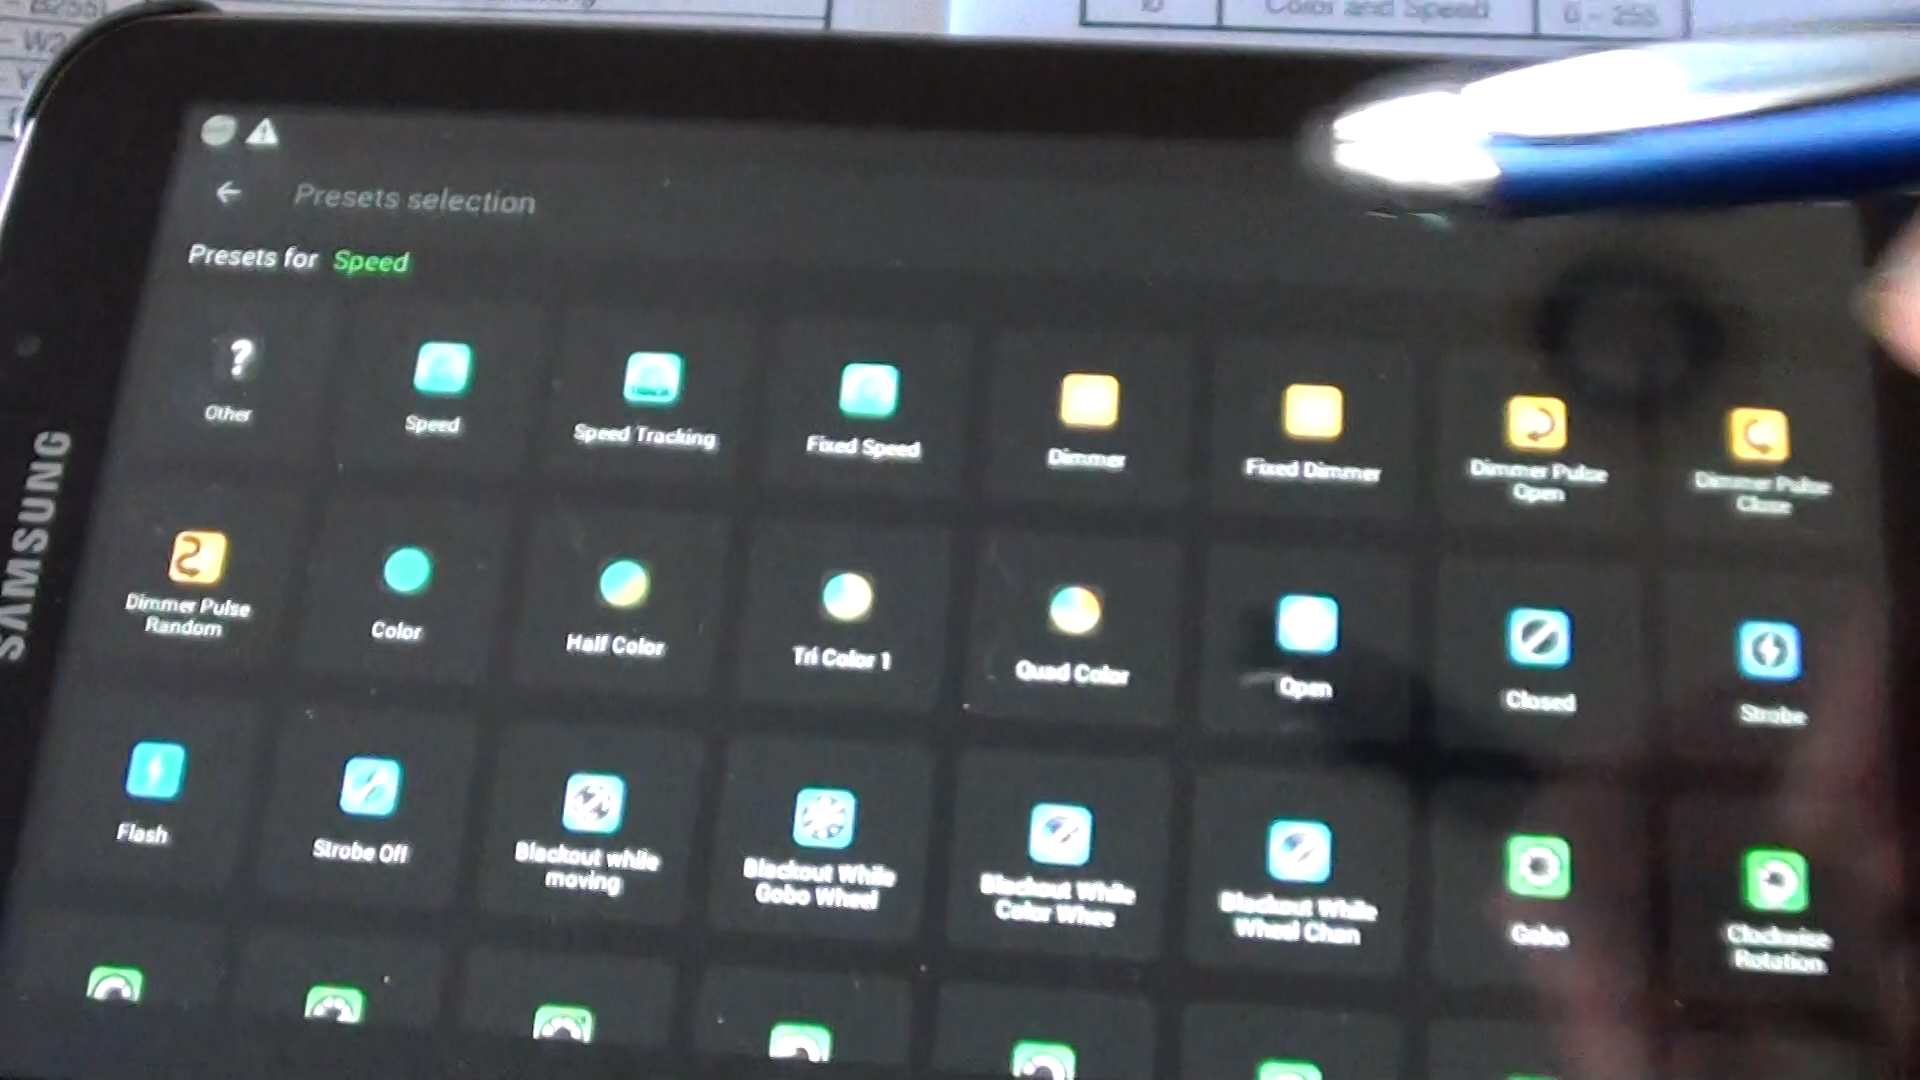 10
Color and Speed
0 - 255
Presets selection
Presets for Speed
Other
Speed
Speed Tracking
Fixed Speed
Dimmer
Fixed Dimmer
Dimmer Pulse
Open
Dimmer Pulse
Close
Dimmer Pulse
Random
Color
Half Color
Tri Color 1
Quad Color
Open
Closed
Strobe
Flash
Strobe Off
Blackout while
moving
Blackout While
Gobo Wheel
Blackout While
Color Whee
Blackout While
Wheel Chan
Gobo
Clockwise
Rotation
SAMSUNG